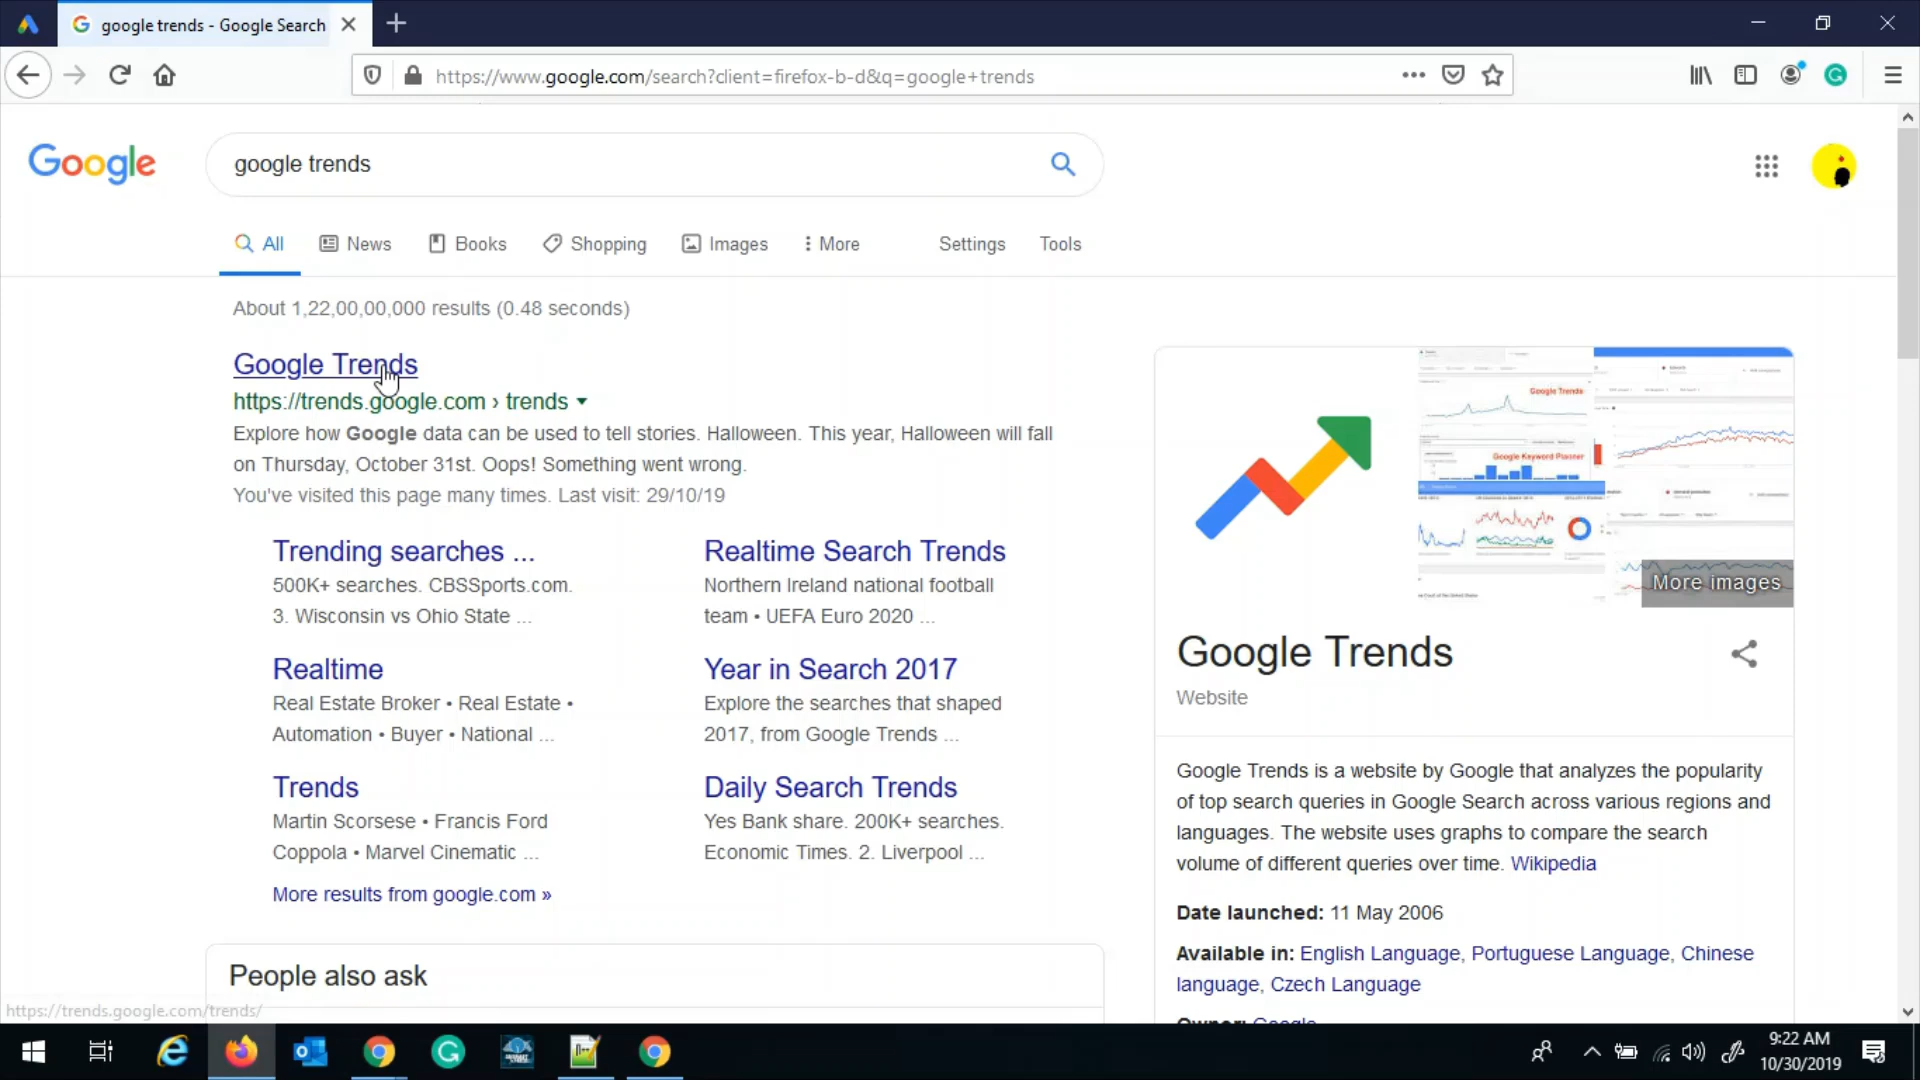 google trends - Google Search
https://www.google.com/search?client=firefox-b-d&q=google+trends
Google
google trends
All News Books Shopping Images More Settings Tools
About 1,22,00,00,000 results (0.48 seconds)
Google Trends
https://trends.google.com › trends
Explore how Google data can be used to tell stories. Halloween. This year, Halloween will fall
on Thursday, October 31st. Oops! Something went wrong.
You've visited this page many times. Last visit: 29/10/19
Trending searches ...
500K+ searches. CBSSports.com.
3. Wisconsin vs Ohio State ...
Realtime Search Trends
Northern Ireland national football
team • UEFA Euro 2020 ...
Realtime
Real Estate Broker • Real Estate •
Automation • Buyer • National ...
Year in Search 2017
Explore the searches that shaped
2017, from Google Trends ...
Trends
Martin Scorsese • Francis Ford
Coppola • Marvel Cinematic ...
Daily Search Trends
Yes Bank share. 200K+ searches.
Economic Times. 2. Liverpool ...
More results from google.com »
People also ask
https://trends.google.com/trends/
Google Trends
Google Keyword Planner
More images
Google Trends
Website
Google Trends is a website by Google that analyzes the popularity
of top search queries in Google Search across various regions and
languages. The website uses graphs to compare the search
volume of different queries over time. Wikipedia
Date launched: 11 May 2006
Available in: English Language, Portuguese Language, Chinese
language, Czech Language
Owner: Google
9:22 AM
10/30/2019